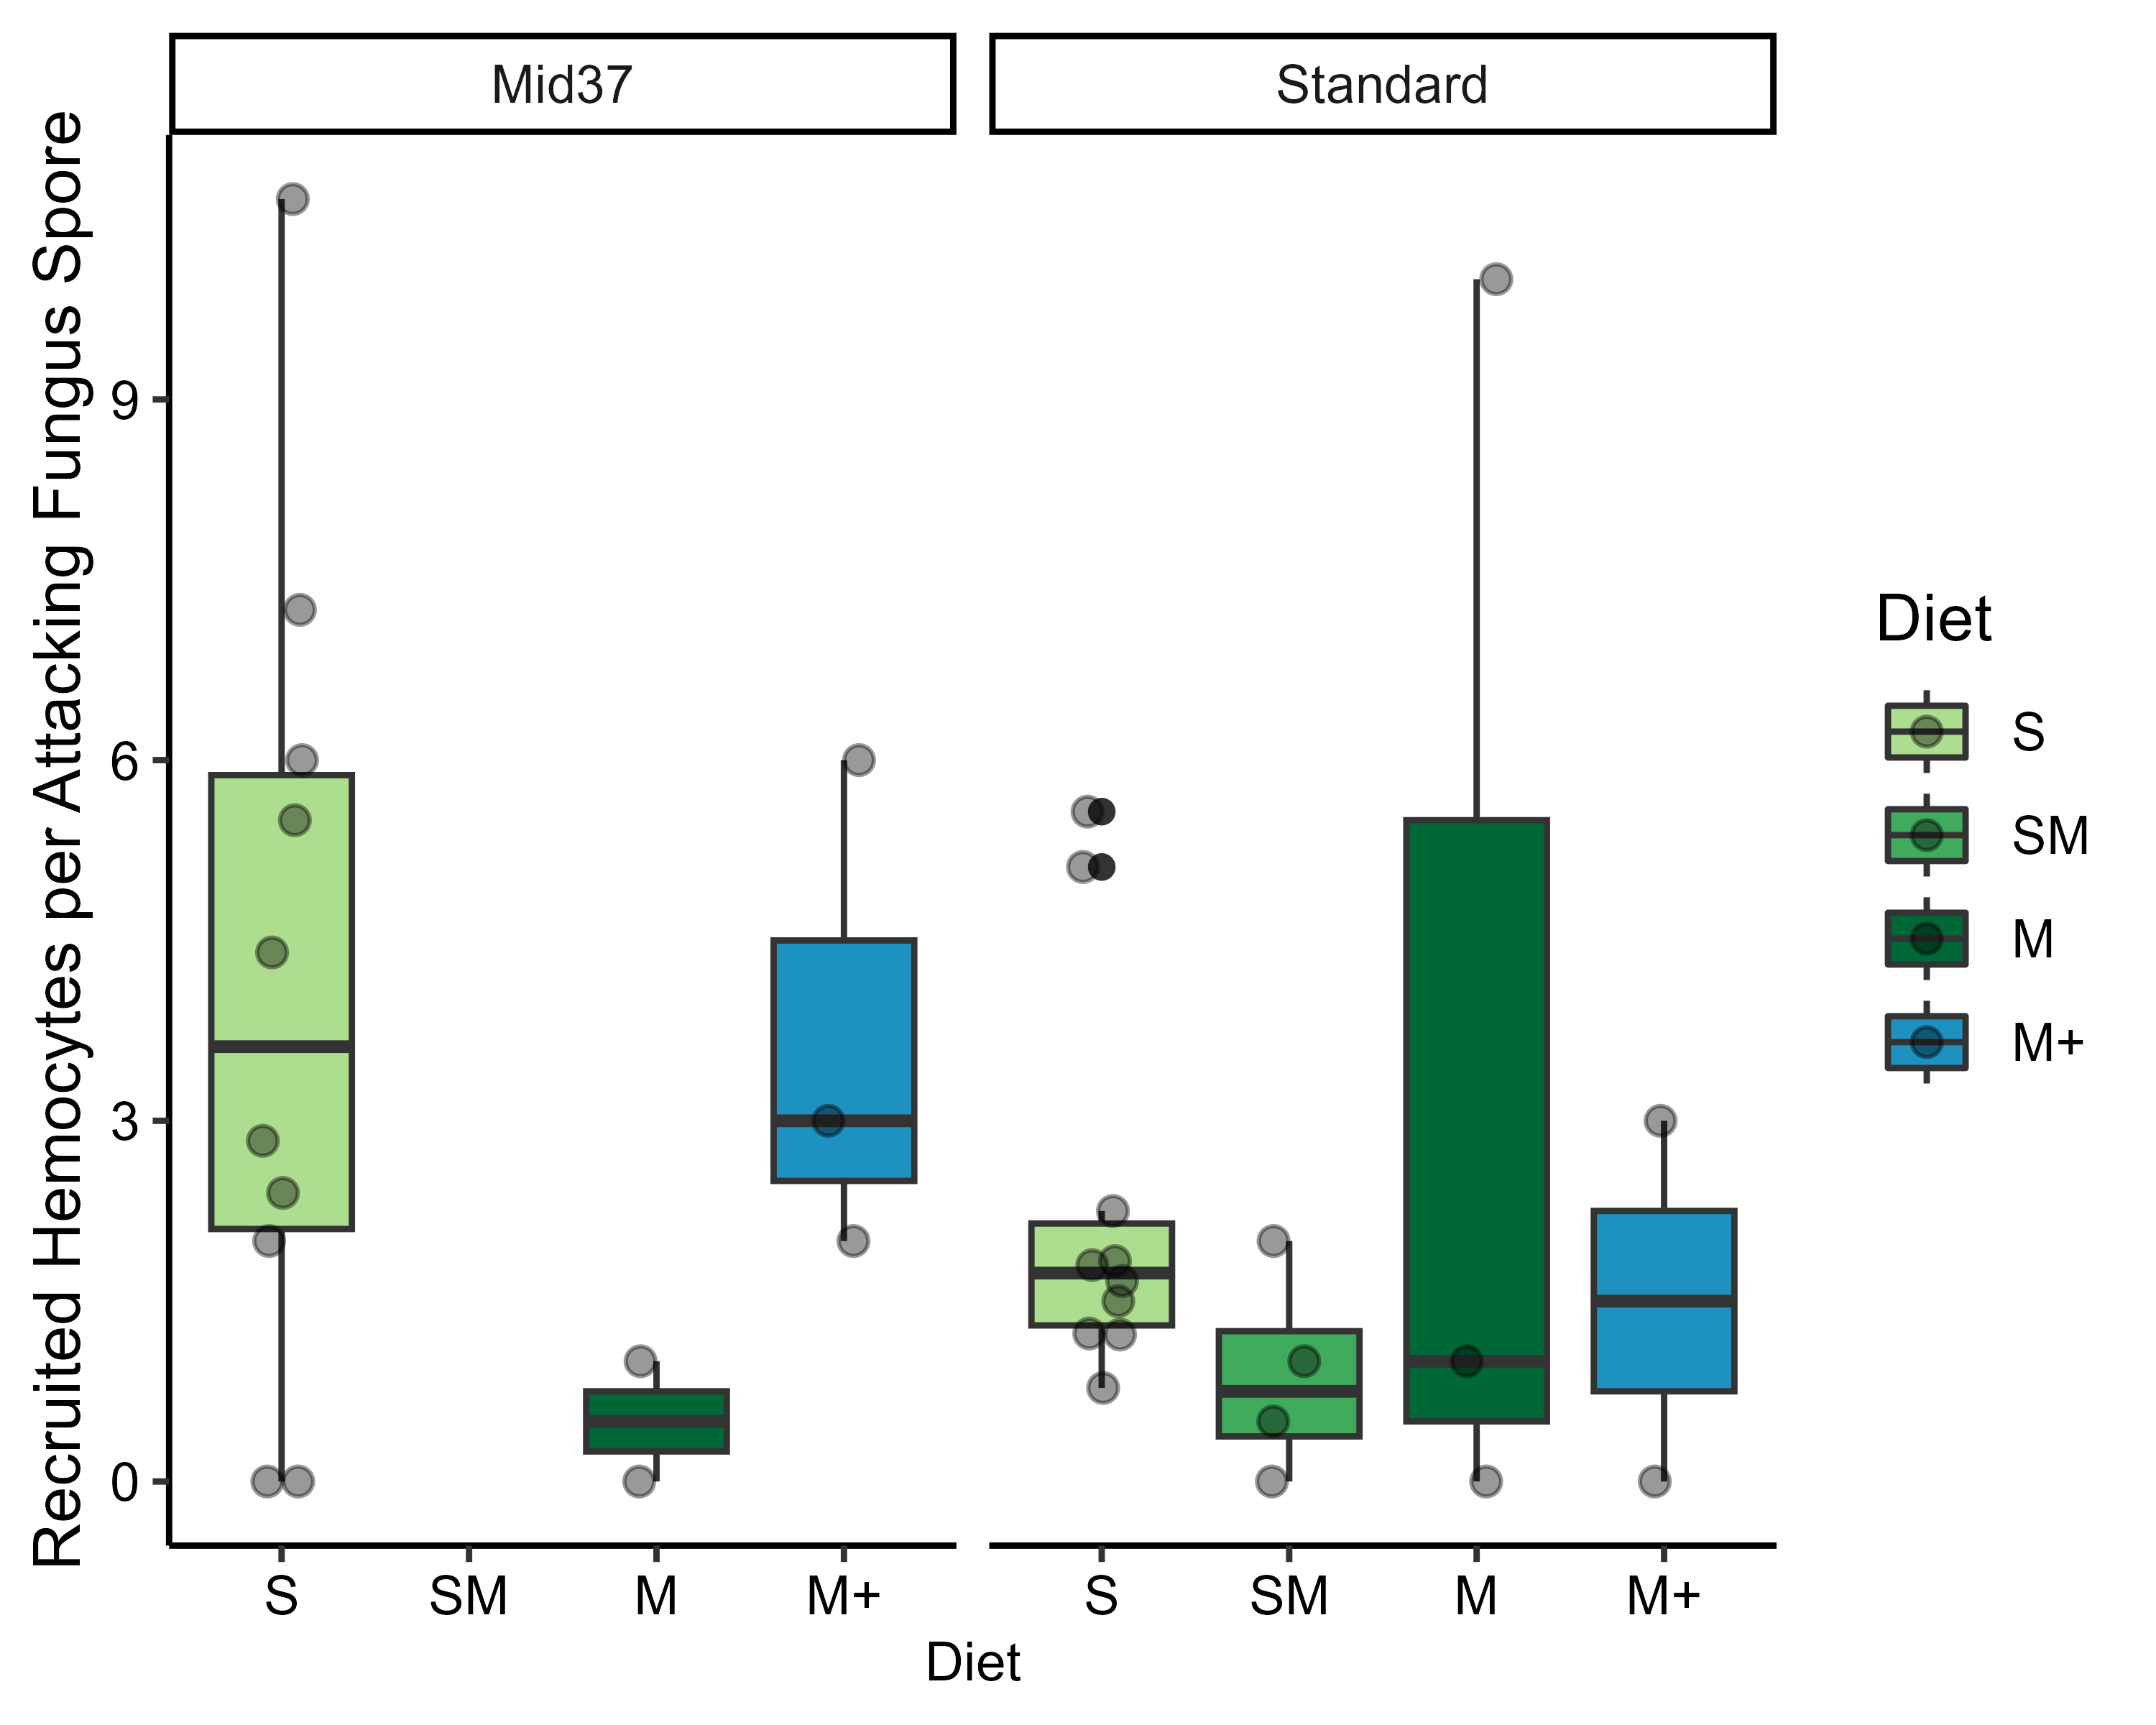 Mid37
Standard
Recruited Hemocytes per Attacking Fungus Spore
9
6
3
0
S SM M M+
S SM M M+
Diet
Diet
S
SM
M
M+